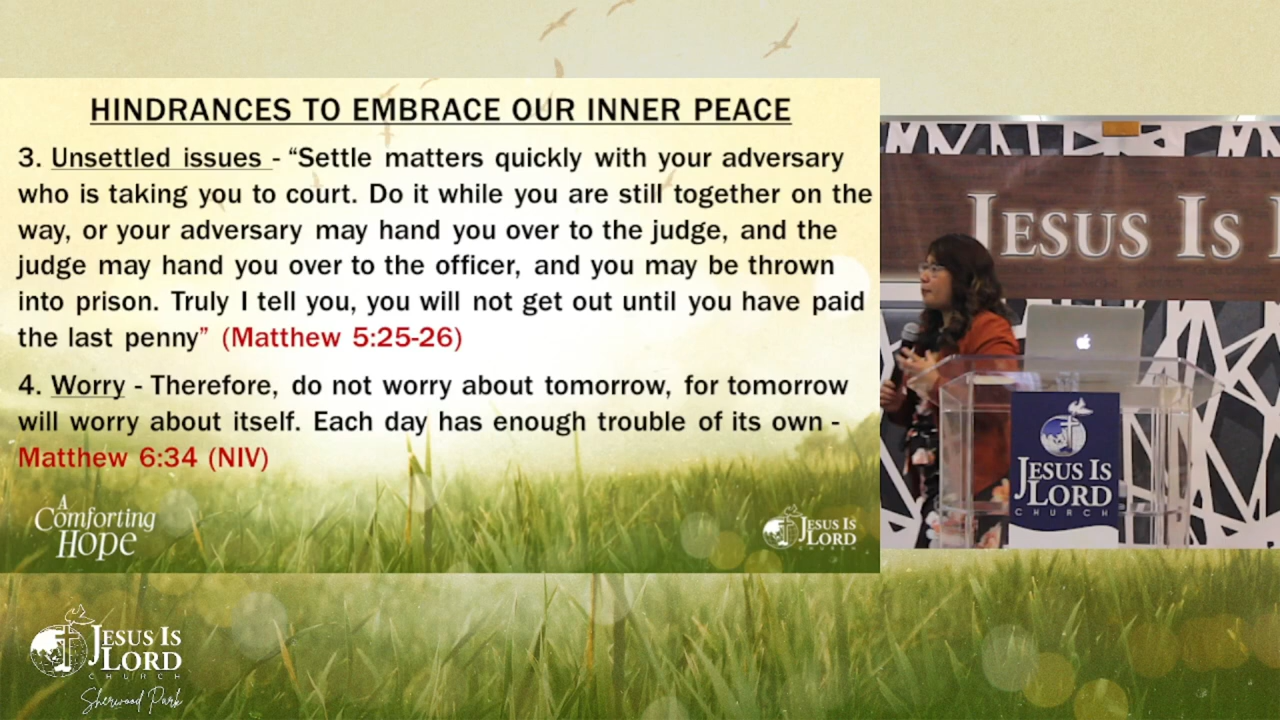 HINDRANCES TO EMBRACE OUR INNER PEACE
3. Unsettled issues - “Settle matters quickly with your adversary
who is taking you to court. Do it while you are still together on the
way, or your adversary may hand you over to the judge, and the
judge may hand you over to the officer, and you may be thrown
into prison. Truly I tell you, you will not get out until you have paid
the last penny” (Matthew 5:25-26)
4. Worry - Therefore, do not worry about tomorrow, for tomorrow
will worry about itself. Each day has enough trouble of its own -
Matthew 6:34 (NIV)
A
Comforting
Hope
JESUS IS
LORD
CHURCH
JESUS IS
JESUS IS
LORD
CHURCH
JESUS IS
LORD
CHURCH
Sherwood Park